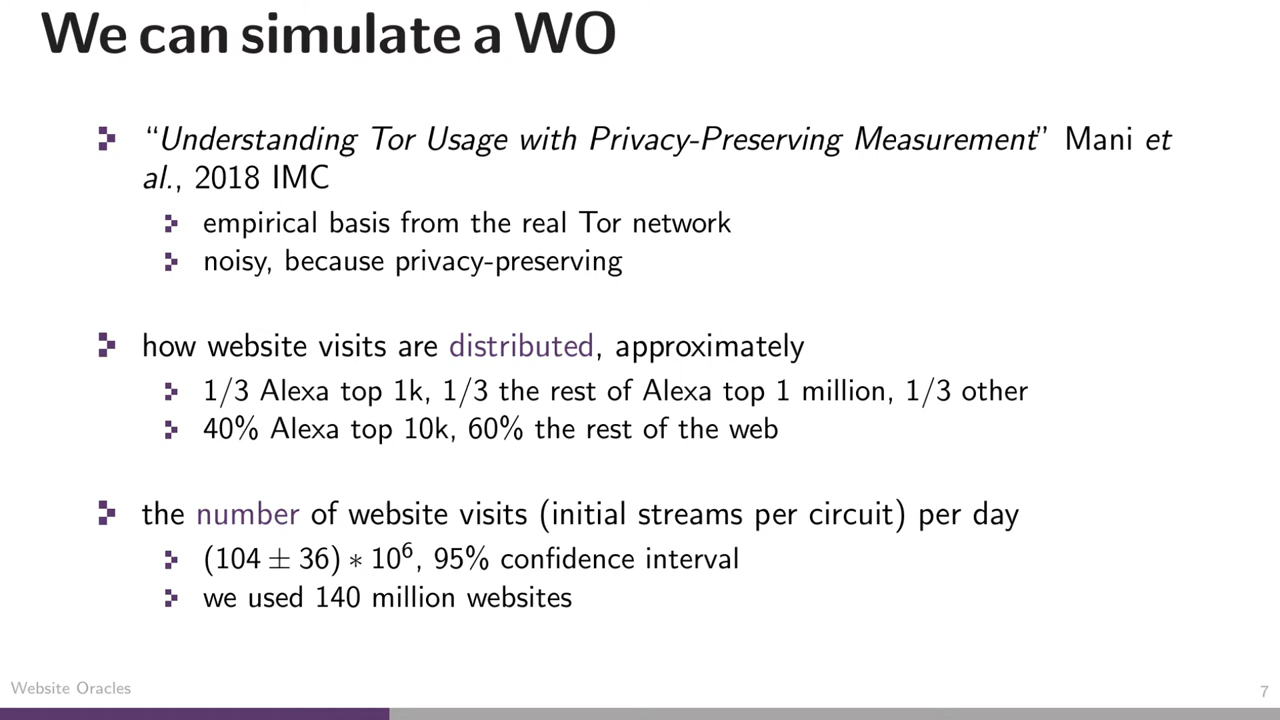 We can simulate a WO
“Understanding Tor Usage with Privacy-Preserving Measurement” Mani et
al., 2018 IMC
empirical basis from the real Tor network
noisy, because privacy-preserving
how website visits are distributed, approximately
1/3 Alexa top 1k, 1/3 the rest of Alexa top 1 million, 1/3 other
40% Alexa top 10k, 60% the rest of the web
the number of website visits (initial streams per circuit) per day
(104 ± 36) ∗ 10⁶, 95% confidence interval
we used 140 million websites
Website Oracles
7